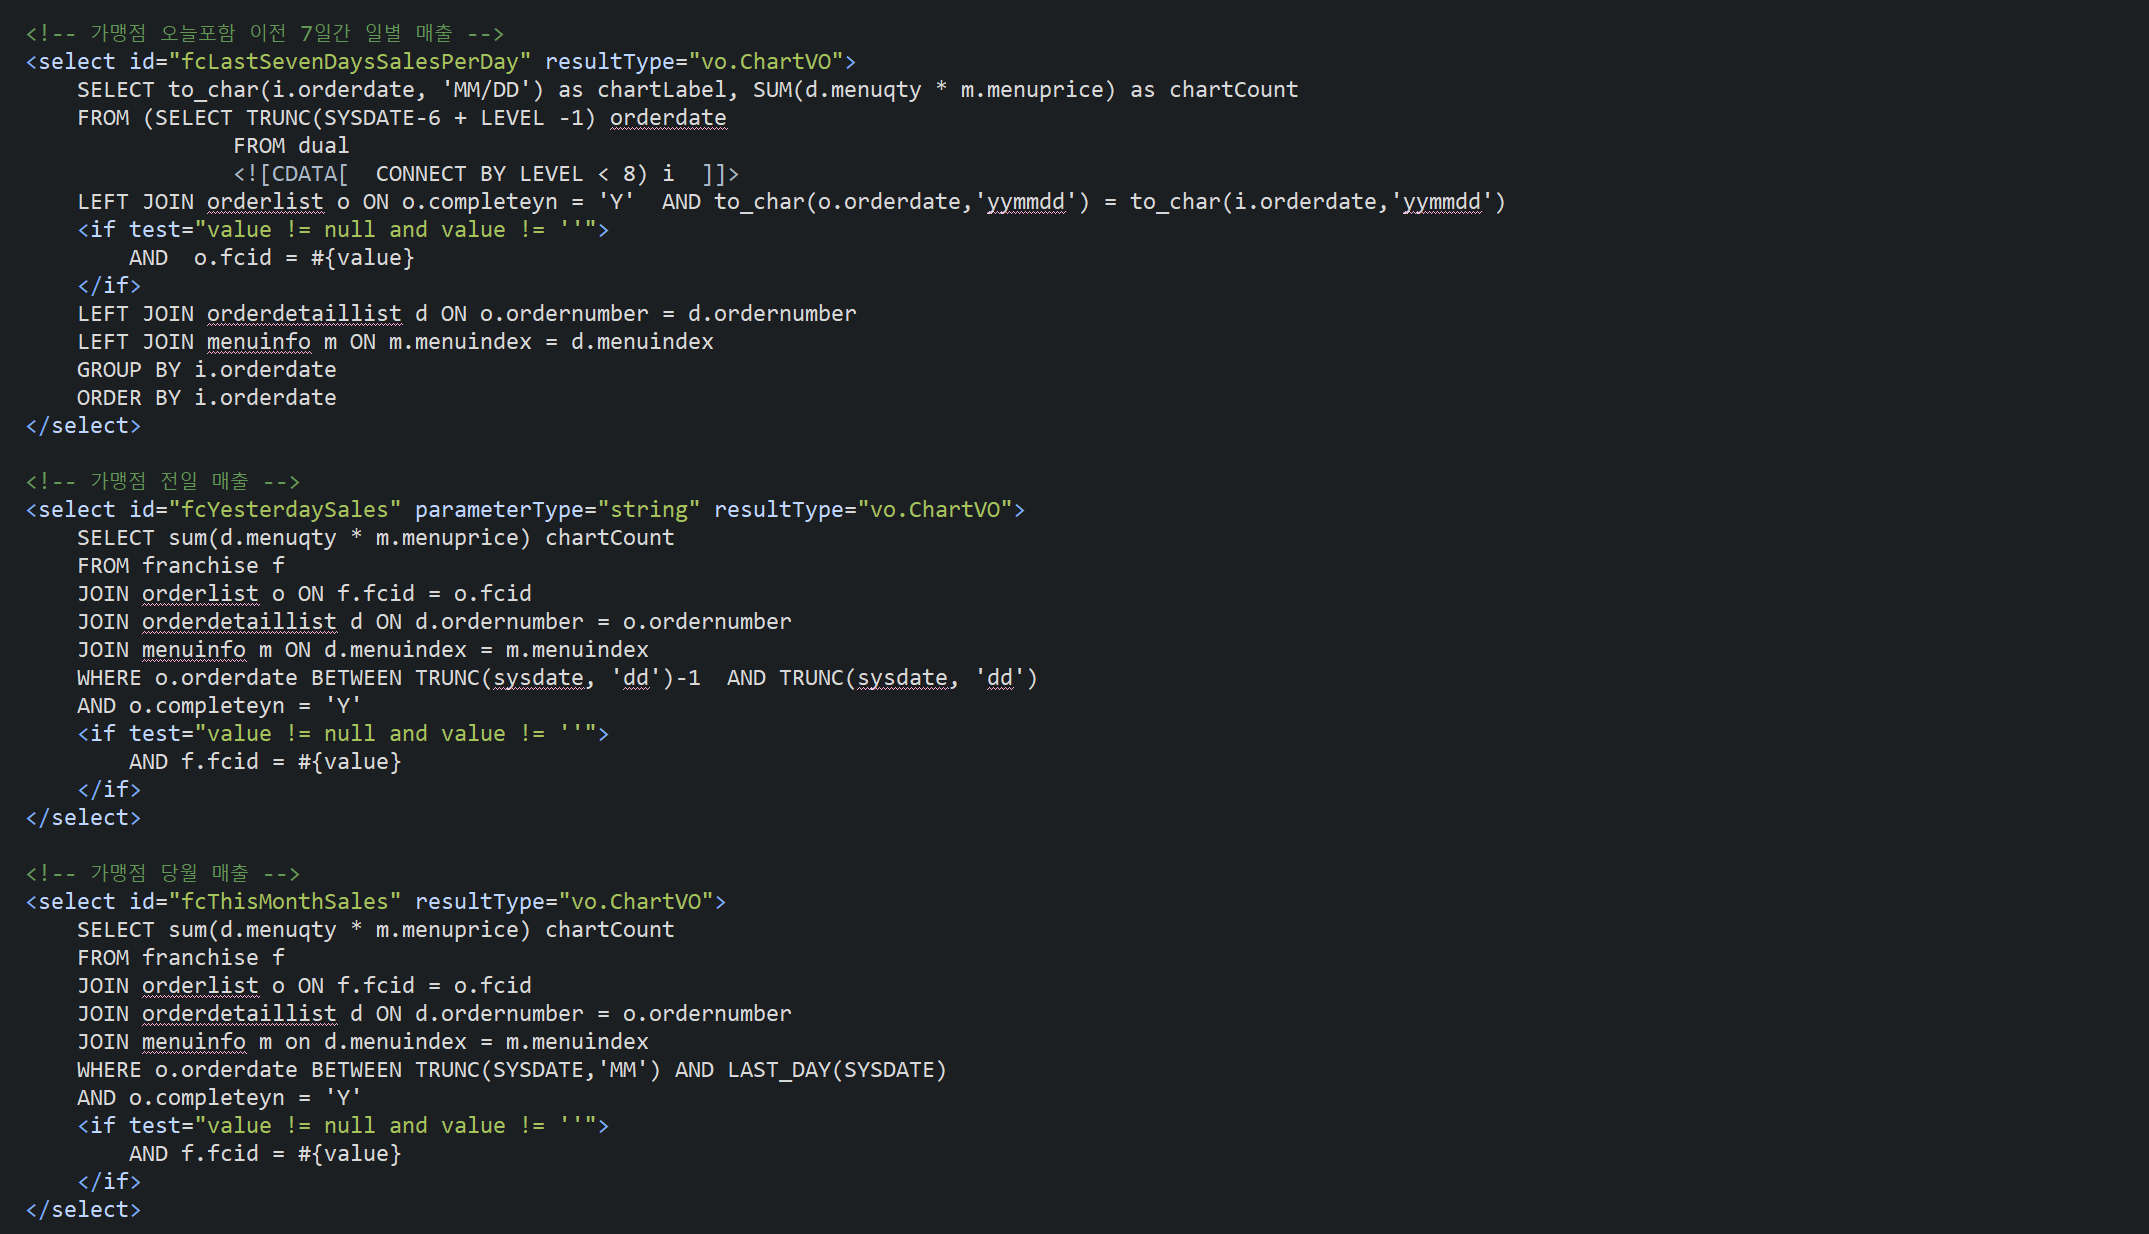 <!-- 가맹점 오늘포함 이전 7일간 일별 매출 -->
<select id="fcLastSevenDaysSalesPerDay" resultType="vo.ChartVO">
    SELECT to_char(i.orderdate, 'MM/DD') as chartLabel, SUM(d.menuqty * m.menuprice) as chartCount
    FROM (SELECT TRUNC(SYSDATE-6 + LEVEL -1) orderdate
                FROM dual
                <![CDATA[  CONNECT BY LEVEL < 8) i  ]]>
    LEFT JOIN orderlist o ON o.completeyn = 'Y'  AND to_char(o.orderdate,'yymmdd') = to_char(i.orderdate,'yymmdd')
    <if test="value != null and value != ''">
        AND  o.fcid = #{value}
    </if>
    LEFT JOIN orderdetaillist d ON o.ordernumber = d.ordernumber
    LEFT JOIN menuinfo m ON m.menuindex = d.menuindex
    GROUP BY i.orderdate
    ORDER BY i.orderdate
</select>

<!-- 가맹점 전일 매출 -->
<select id="fcYesterdaySales" parameterType="string" resultType="vo.ChartVO">
    SELECT sum(d.menuqty * m.menuprice) chartCount
    FROM franchise f
    JOIN orderlist o ON f.fcid = o.fcid
    JOIN orderdetaillist d ON d.ordernumber = o.ordernumber
    JOIN menuinfo m ON d.menuindex = m.menuindex
    WHERE o.orderdate BETWEEN TRUNC(sysdate, 'dd')-1  AND TRUNC(sysdate, 'dd')
    AND o.completeyn = 'Y'
    <if test="value != null and value != ''">
        AND f.fcid = #{value}
    </if>
</select>

<!-- 가맹점 당월 매출 -->
<select id="fcThisMonthSales" resultType="vo.ChartVO">
    SELECT sum(d.menuqty * m.menuprice) chartCount
    FROM franchise f
    JOIN orderlist o ON f.fcid = o.fcid
    JOIN orderdetaillist d ON d.ordernumber = o.ordernumber
    JOIN menuinfo m on d.menuindex = m.menuindex
    WHERE o.orderdate BETWEEN TRUNC(SYSDATE,'MM') AND LAST_DAY(SYSDATE)
    AND o.completeyn = 'Y'
    <if test="value != null and value != ''">
        AND f.fcid = #{value}
    </if>
</select>